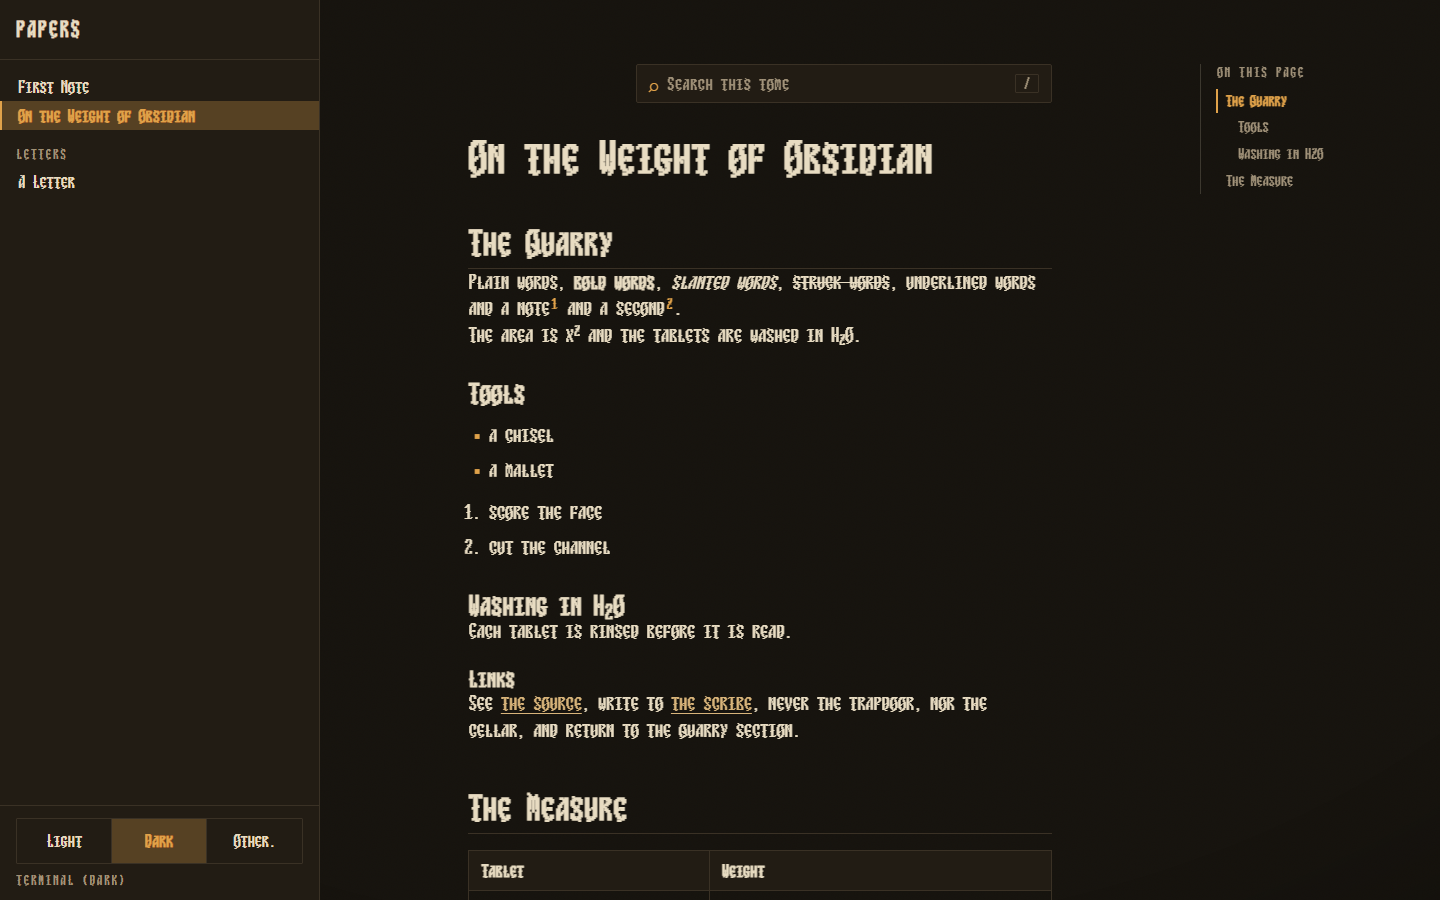 PAPERS
First Note
On the Weight of Obsidian
LETTERS
A Letter
Light
Dark
Other.
TERMINAL (DARK)
Search this tome
/
On the Weight of Obsidian
The Quarry
Plain words, bold words, slanted words, struck words, underlined words
and a note1 and a second2.
The area is x2 and the tablets are washed in H2O.
Tools
▪ a chisel
▪ a mallet
1. score the face
2. cut the channel
Washing in H2O
Each tablet is rinsed before it is read.
Links
See the source, write to the scribe, never the trapdoor, nor the
cellar, and return to the quarry section.
The Measure
Tablet
Weight
ON THIS PAGE
The Quarry
Tools
Washing in H2O
The Measure